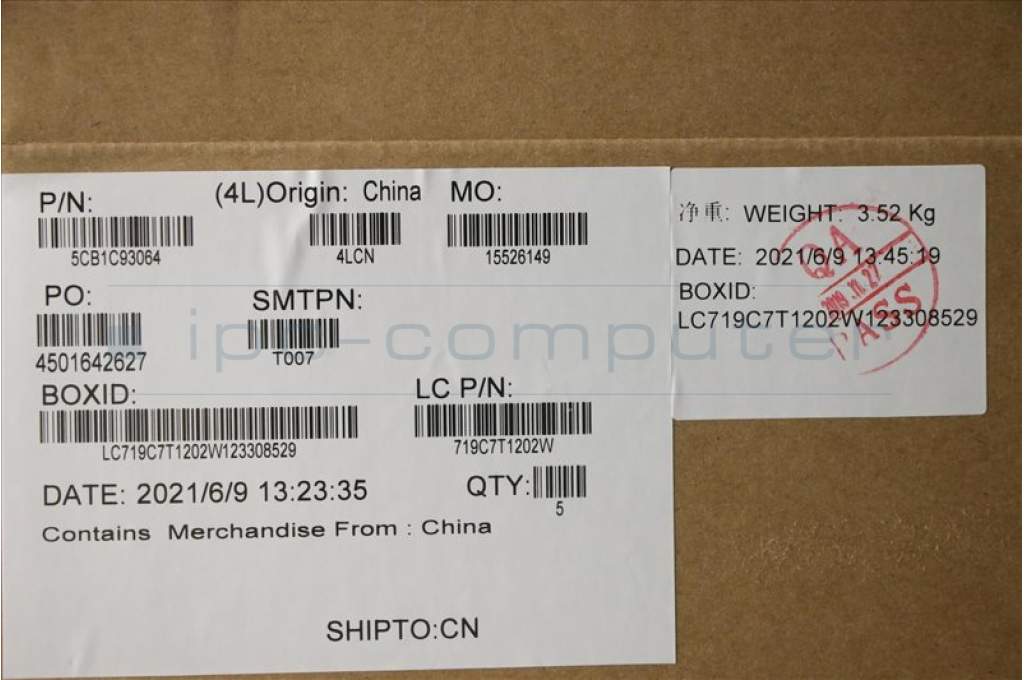 P/N:
5CB1C93064
(4L)Origin: China
4LCN
MO:
15526149
PO:
4501642627
SMTPN:
T007
BOXID:
LC719C7T1202W123308529
LC P/N:
719C7T1202W
DATE: 2021/6/9 13:23:35
QTY:
5
Contains Merchandise From : China
SHIPTO:CN
净重: WEIGHT: 3.52 Kg
DATE: 2021/6/9 13:45:19
BOXID:
LC719C7T1202W123308529
QA
PASS
ipc-computer